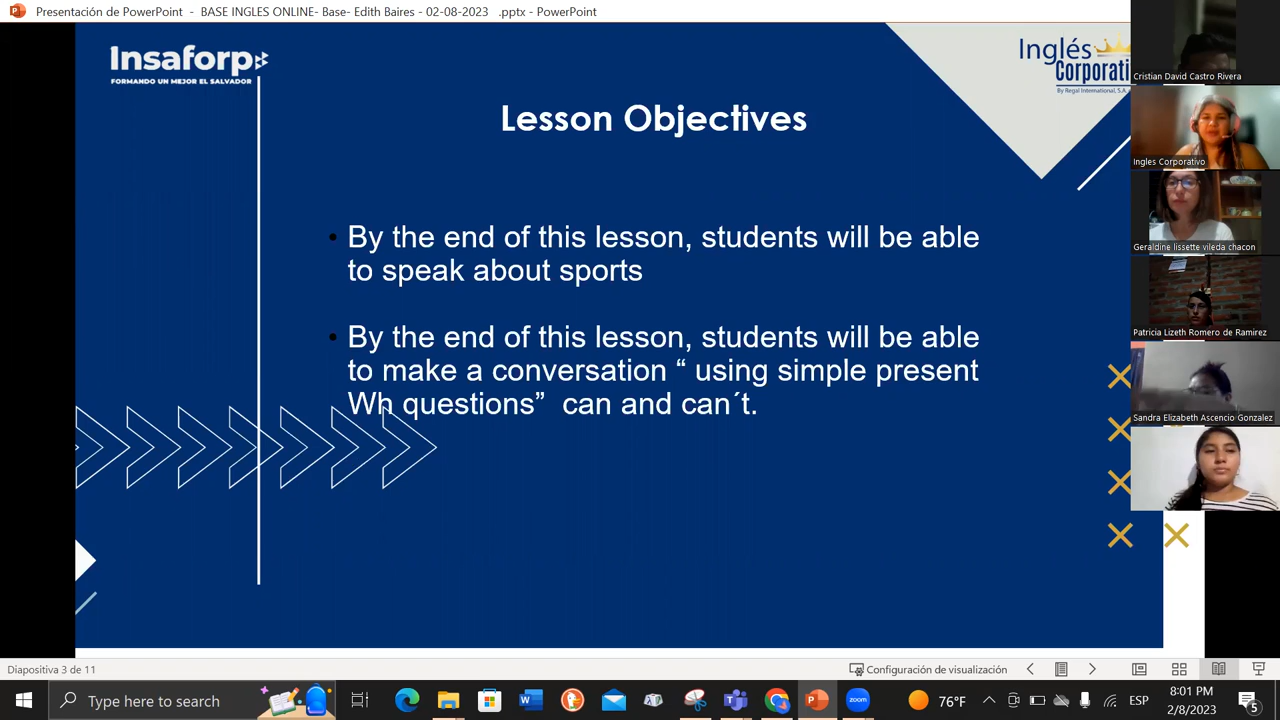 Presentación de PowerPoint - BASE INGLES ONLINE- Base- Edith Baires - 02-08-2023 .pptx - PowerPoint
Insaforp
FORMANDO UN MEJOR EL SALVADOR
Inglés
Corporati
By Regal International, S.A.
Lesson Objectives
• By the end of this lesson, students will be able
to speak about sports
• By the end of this lesson, students will be able
to make a conversation “ using simple present
Wh questions” can and can´t.
Cristian David Castro Rivera
Ingles Corporativo
Geraldine lissette vileda chacon
Patricia Lizeth Romero de Ramirez
Sandra Elizabeth Ascencio Gonzalez
Diapositiva 3 de 11
Configuración de visualización
Type here to search
zoom
76°F
ESP
8:01 PM
2/8/2023
5